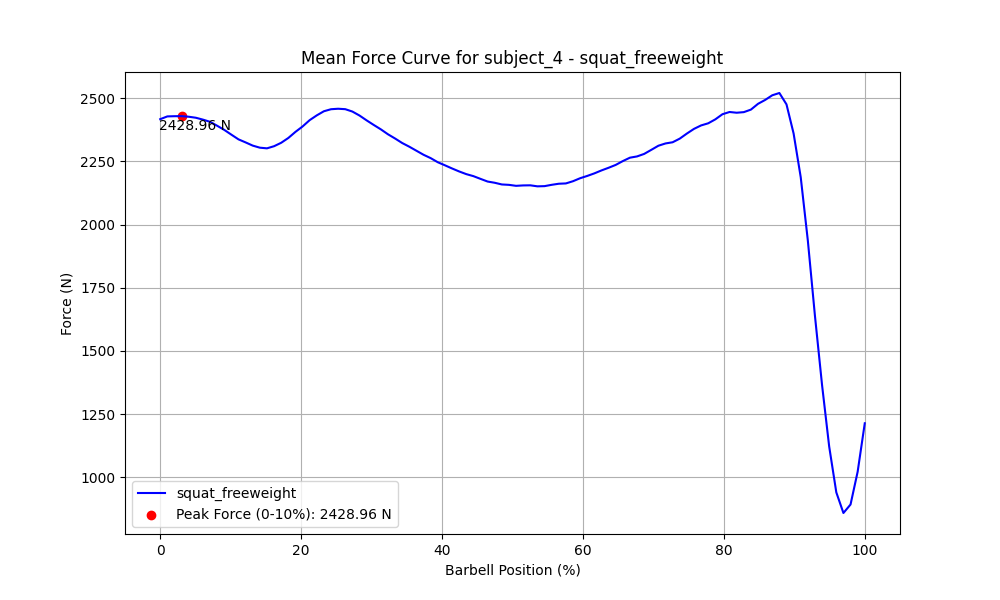 Mean Force Curve for subject_4 - squat_freeweight
2500
2250
2000
1750
1500
1250
1000
Force (N)
2428.96 N
squat_freeweight
Peak Force (0-10%): 2428.96 N
0
20
40
60
80
100
Barbell Position (%)